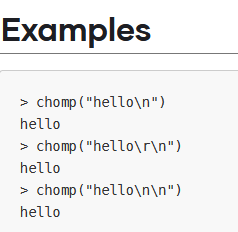 Examples
> chomp("hello\n")
hello
> chomp("hello\r\n")
hello
> chomp("hello\n\n")
hello